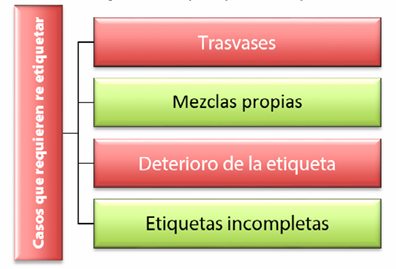 Casos que requieren re etiquetar
Trasvases
Mezclas propias
Deterioro de la etiqueta
Etiquetas incompletas